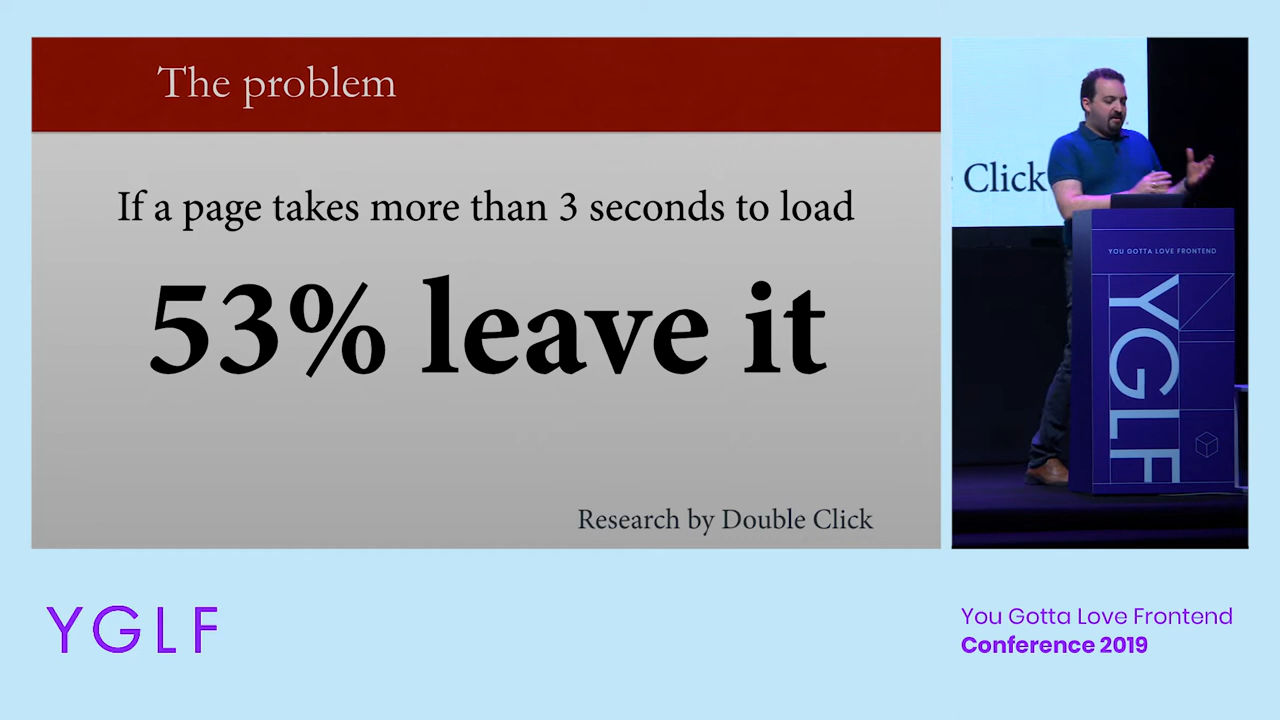 The problem
If a page takes more than 3 seconds to load
53% leave it
Research by Double Click
Click
YOU GOTTA LOVE FRONTEND
YGLF
YGLF
You Gotta Love Frontend
Conference 2019